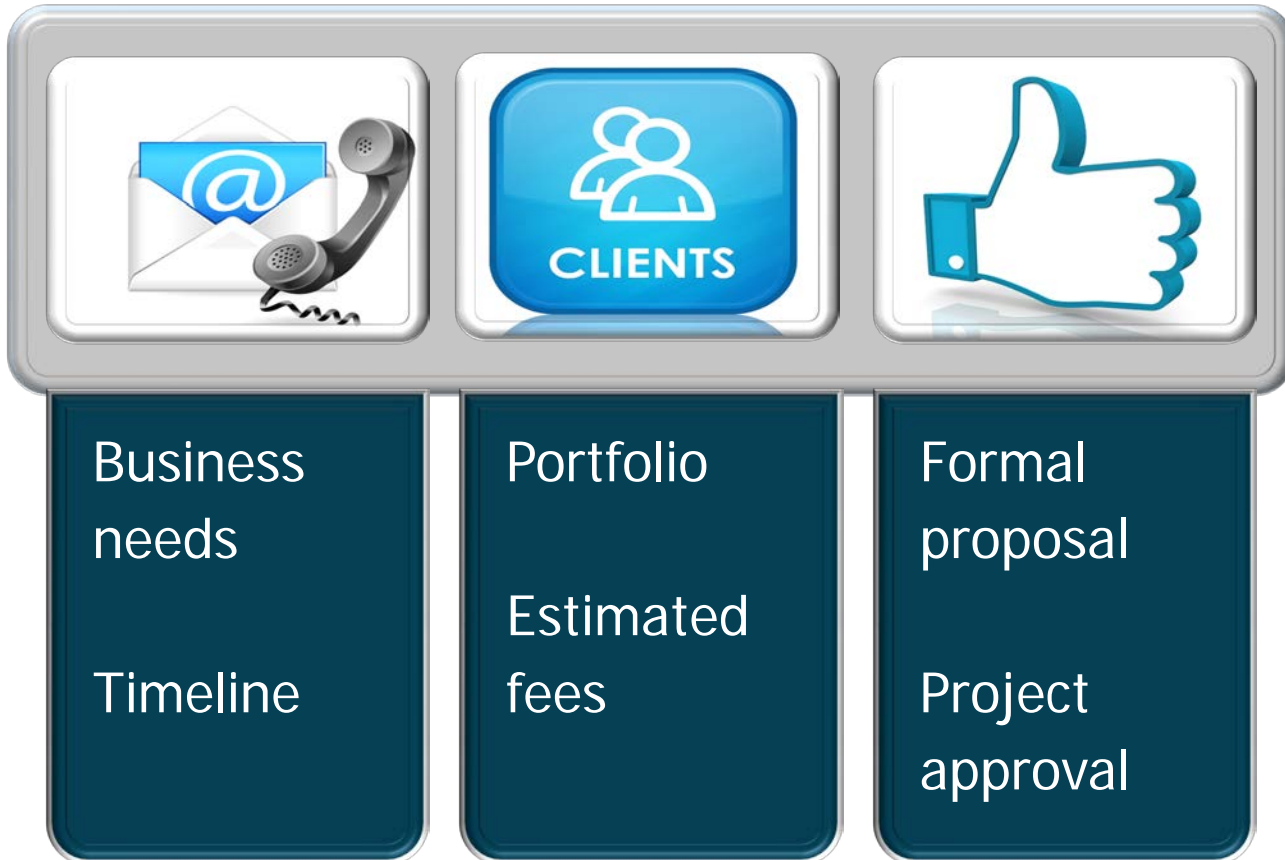 @
CLIENTS
Business
needs
Timeline
Portfolio
Estimated
fees
Formal
proposal
Project
approval